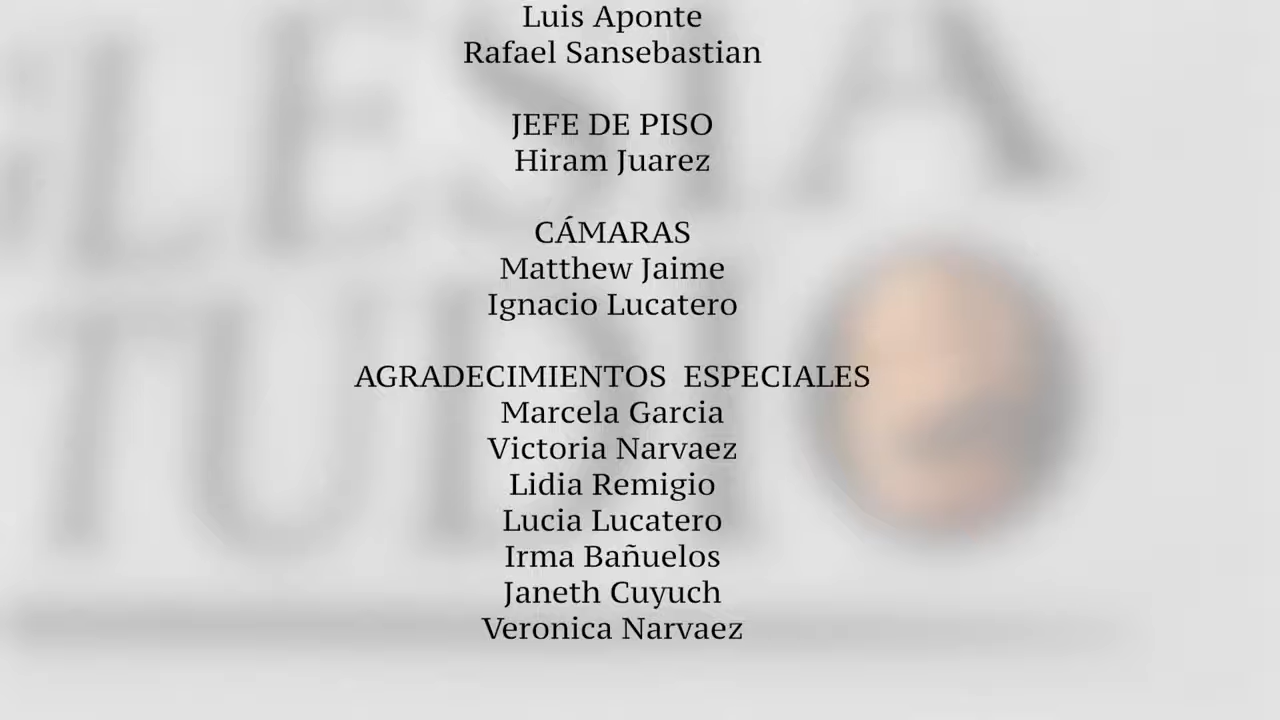 Luis Aponte
Rafael Sansebastian
JEFE DE PISO
Hiram Juarez
CÁMARAS
Matthew Jaime
Ignacio Lucatero
AGRADECIMIENTOS ESPECIALES
Marcela Garcia
Victoria Narvaez
Lidia Remigio
Lucia Lucatero
Irma Bañuelos
Janeth Cuyuch
Veronica Narvaez